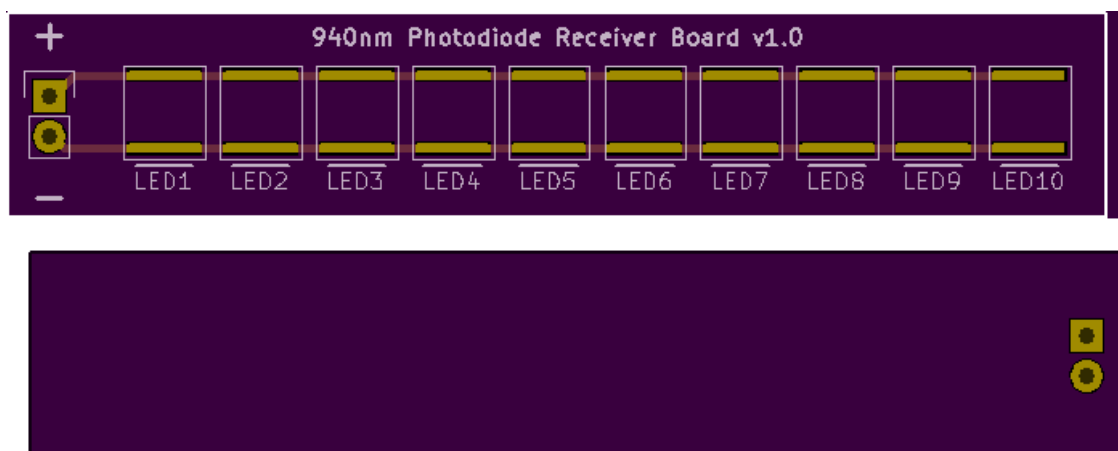 + 940nm Photodiode Receiver Board v1.0
LED1 LED2 LED3 LED4 LED5 LED6 LED7 LED8 LED9 LED10
−